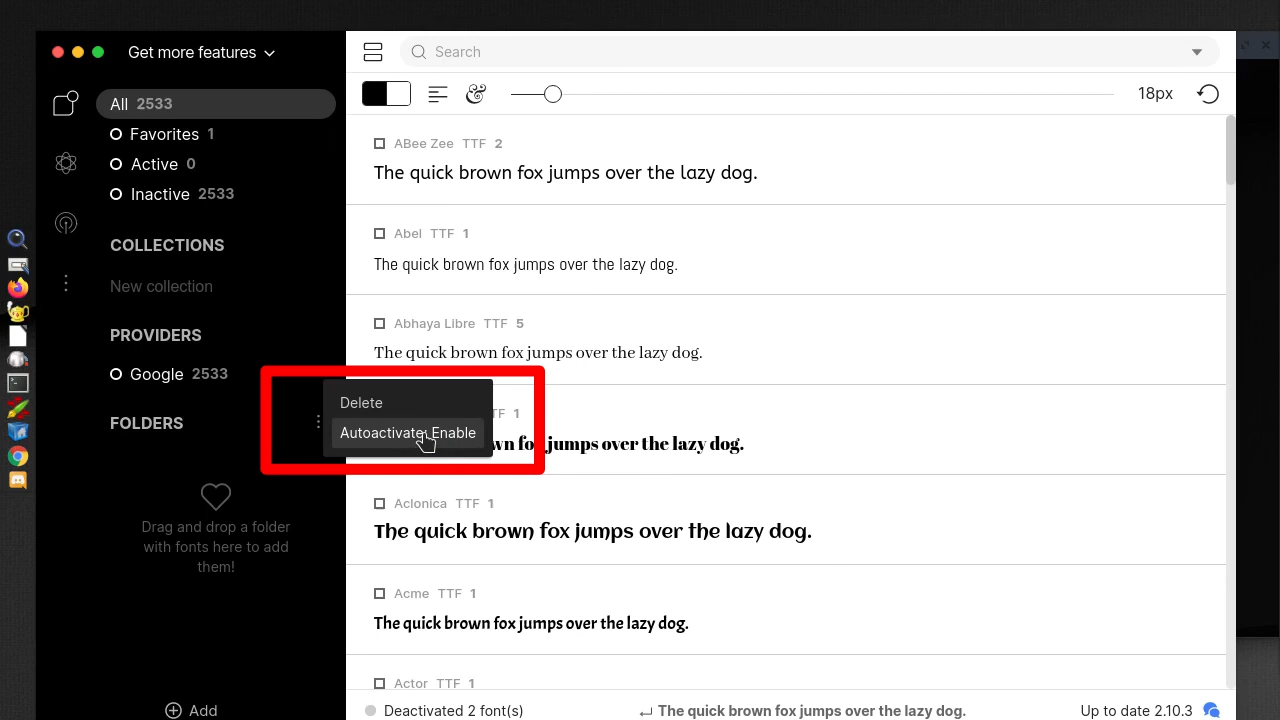 Get more features
Search
All 2533
Favorites 1
Active 0
Inactive 2533
COLLECTIONS
New collection
PROVIDERS
Google 2533
FOLDERS
Drag and drop a folder
with fonts here to add
them!
Add
18px
ABee Zee TTF 2
The quick brown fox jumps over the lazy dog.
Abel TTF 1
The quick brown fox jumps over the lazy dog.
Abhaya Libre TTF 5
The quick brown fox jumps over the lazy dog.
Delete
Autoactivate: Enable
1
jumps over the lazy dog.
Aclonica TTF 1
The quick brown fox jumps over the lazy dog.
Acme TTF 1
The quick brown fox jumps over the lazy dog.
Actor TTF 1
Deactivated 2 font(s)
The quick brown fox jumps over the lazy dog.
Up to date 2.10.3